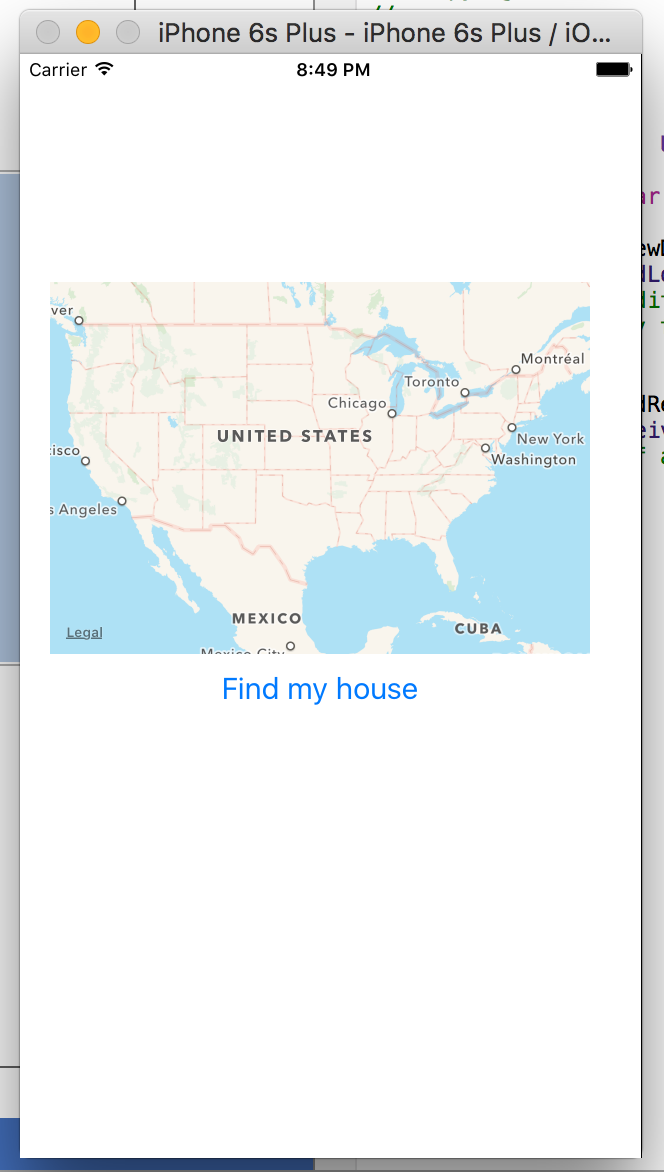 iPhone 6s Plus - iPhone 6s Plus / iO...
Carrier
8:49 PM
ver
Montréal
Toronto
Chicago
UNITED STATES
New York
isco
Washington
s Angeles
MEXICO
Legal
CUBA
Mexico City
Find my house